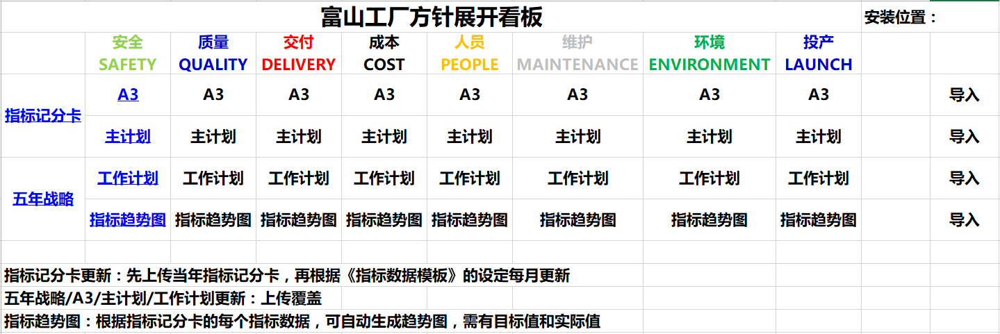 富山工厂方针展开看板 安装位置：
安全 质量 交付 成本 人员 维护 环境 投产
SAFETY QUALITY DELIVERY COST PEOPLE MAINTENANCE ENVIRONMENT LAUNCH
指标记分卡
A3 A3 A3 A3 A3 A3 A3 A3 导入
主计划 主计划 主计划 主计划 主计划 主计划 主计划 主计划 导入
五年战略
工作计划 工作计划 工作计划 工作计划 工作计划 工作计划 工作计划 工作计划 导入
指标趋势图 指标趋势图 指标趋势图 指标趋势图 指标趋势图 指标趋势图 指标趋势图 指标趋势图 导入
指标记分卡更新：先上传当年指标记分卡，再根据《指标数据模板》的设定每月更新
五年战略/A3/主计划/工作计划更新：上传覆盖
指标趋势图：根据指标记分卡的每个指标数据，可自动生成趋势图，需有目标值和实际值